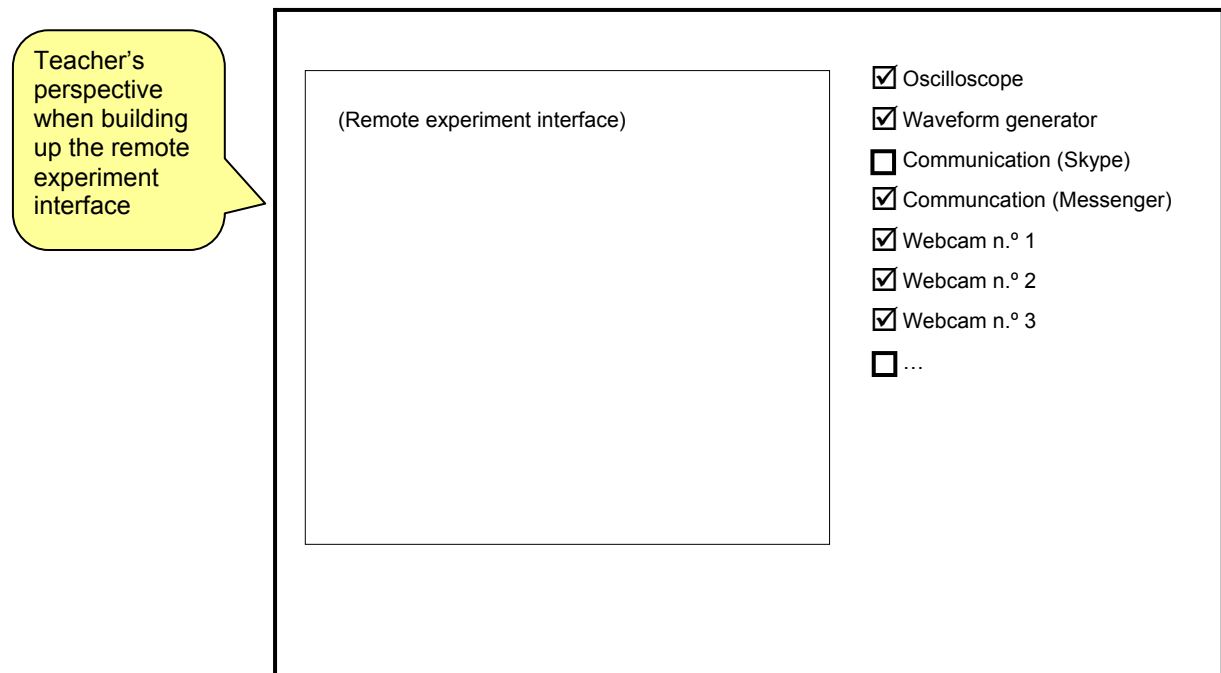 Teacher's
perspective
when building
up the remote
experiment
interface
(Remote experiment interface)
Oscilloscope
Waveform generator
Communication (Skype)
Communcation (Messenger)
Webcam n.º 1
Webcam n.º 2
Webcam n.º 3
…